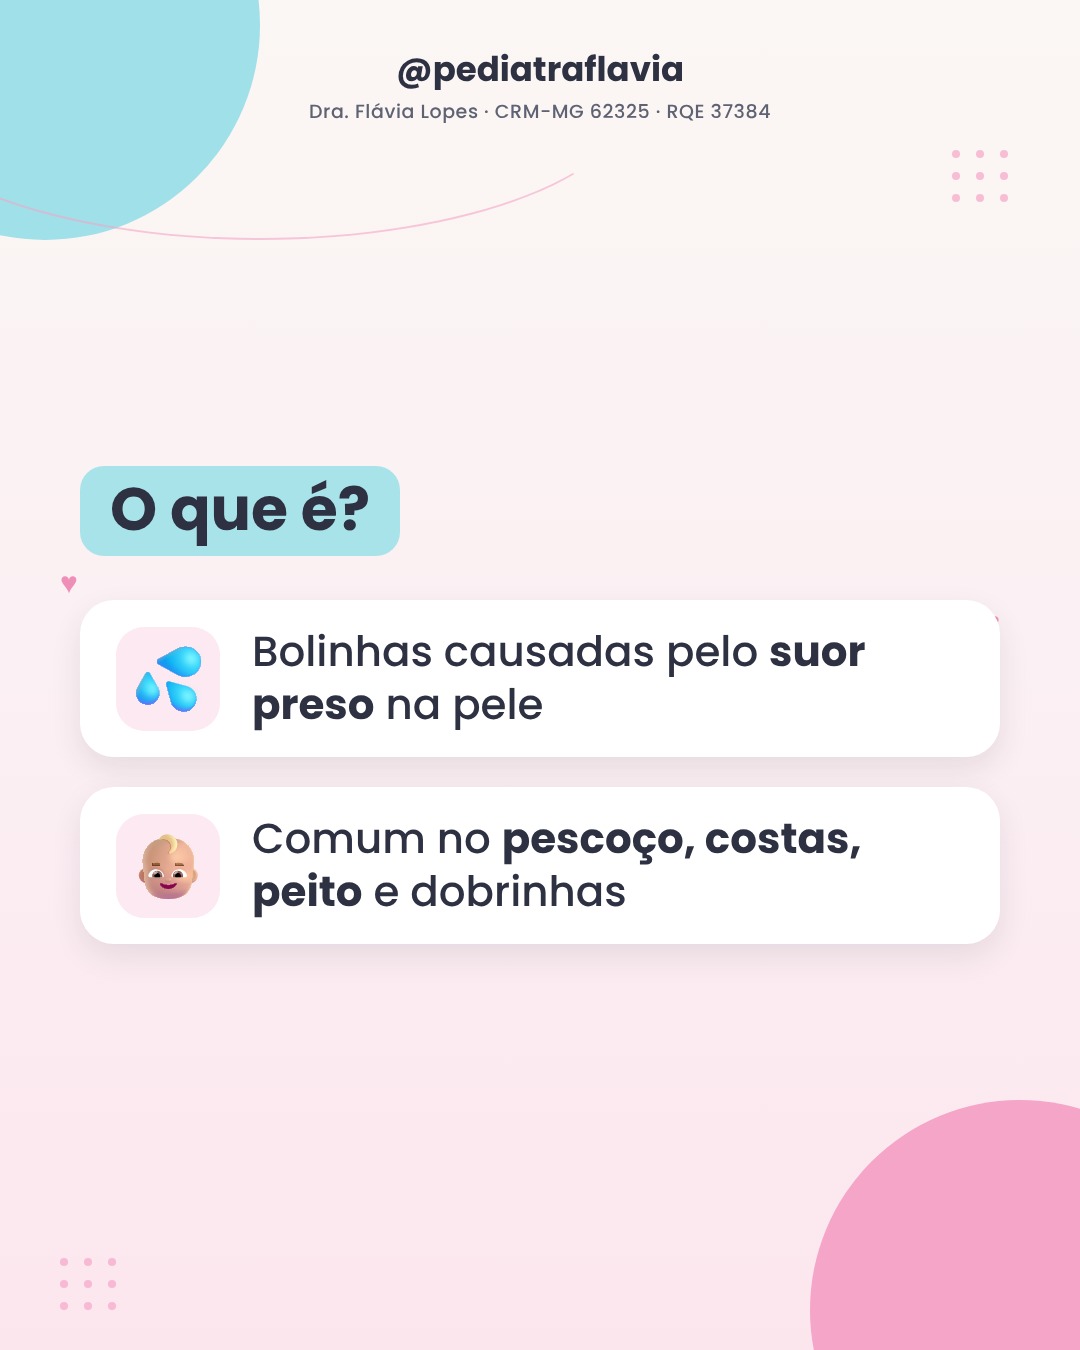 @pediatraflavia
Dra. Flávia Lopes · CRM-MG 62325 · RQE 37384
O que é?
Bolinhas causadas pelo suor
preso na pele
Comum no pescoço, costas,
peito e dobrinhas